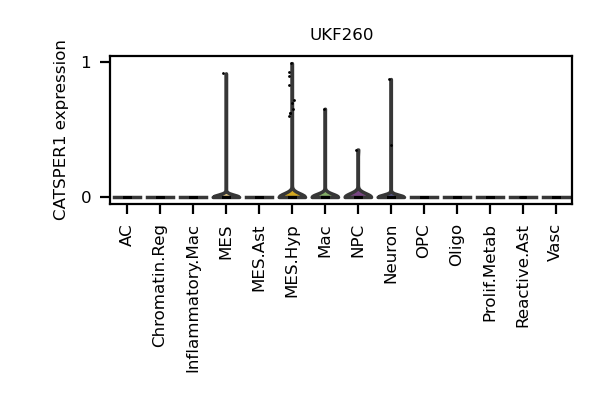 UKF260
CATSPER1 expression
1
0
AC
Chromatin.Reg
Inflammatory.Mac
MES
MES.Ast
MES.Hyp
Mac
NPC
Neuron
OPC
Oligo
Prolif.Metab
Reactive.Ast
Vasc